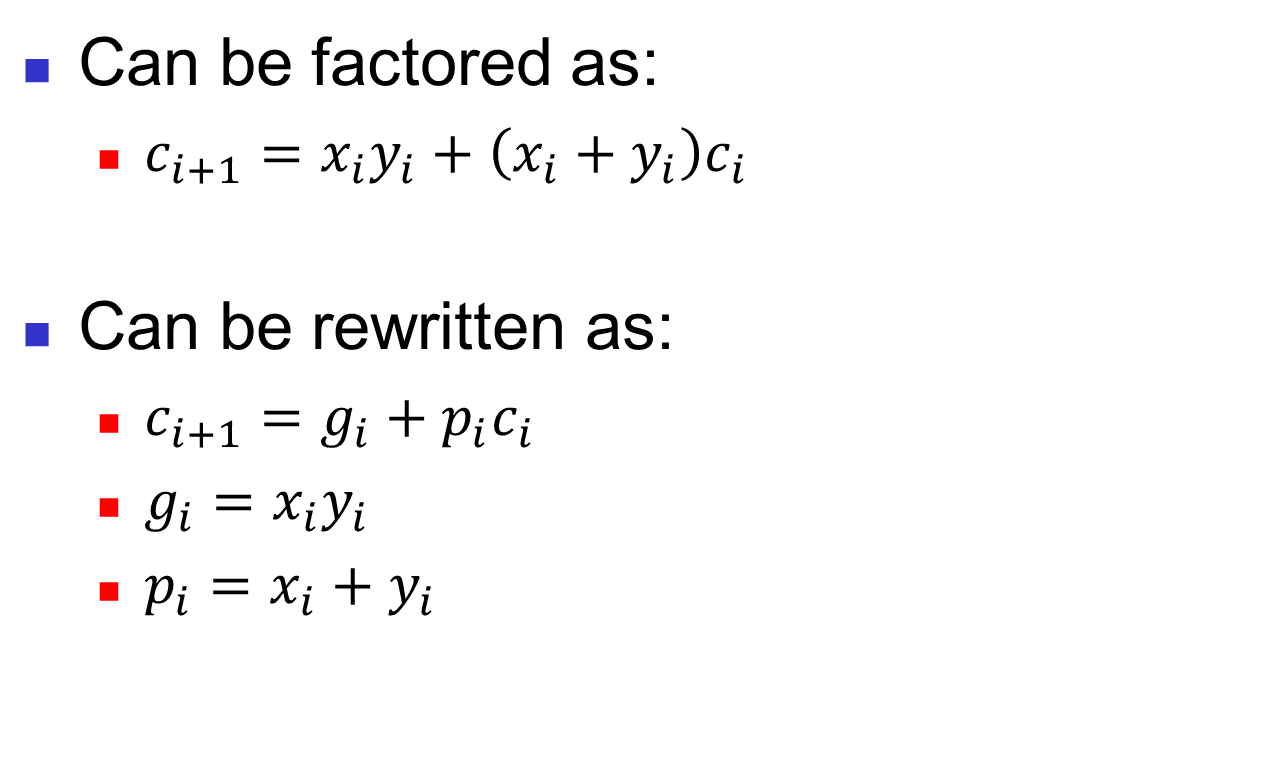 Can be factored as:
c_{i+1} = x_i y_i + (x_i + y_i)c_i
Can be rewritten as:
c_{i+1} = g_i + p_i c_i
g_i = x_i y_i
p_i = x_i + y_i